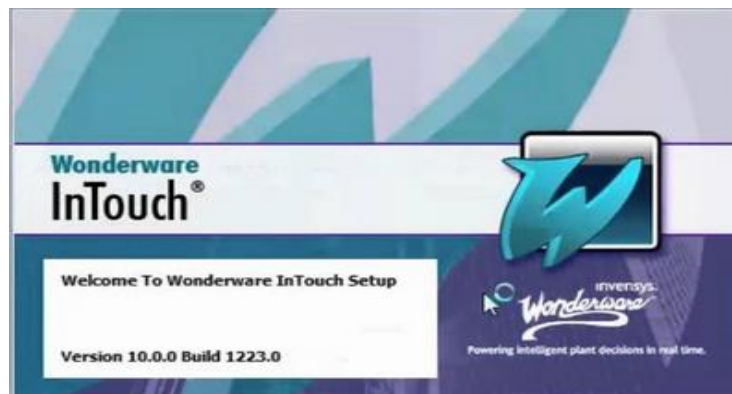 Wonderware
InTouch®
Welcome To Wonderware InTouch Setup
Version 10.0.0 Build 1223.0
invensys.
Wonderware
Powering intelligent plant decisions in real time.